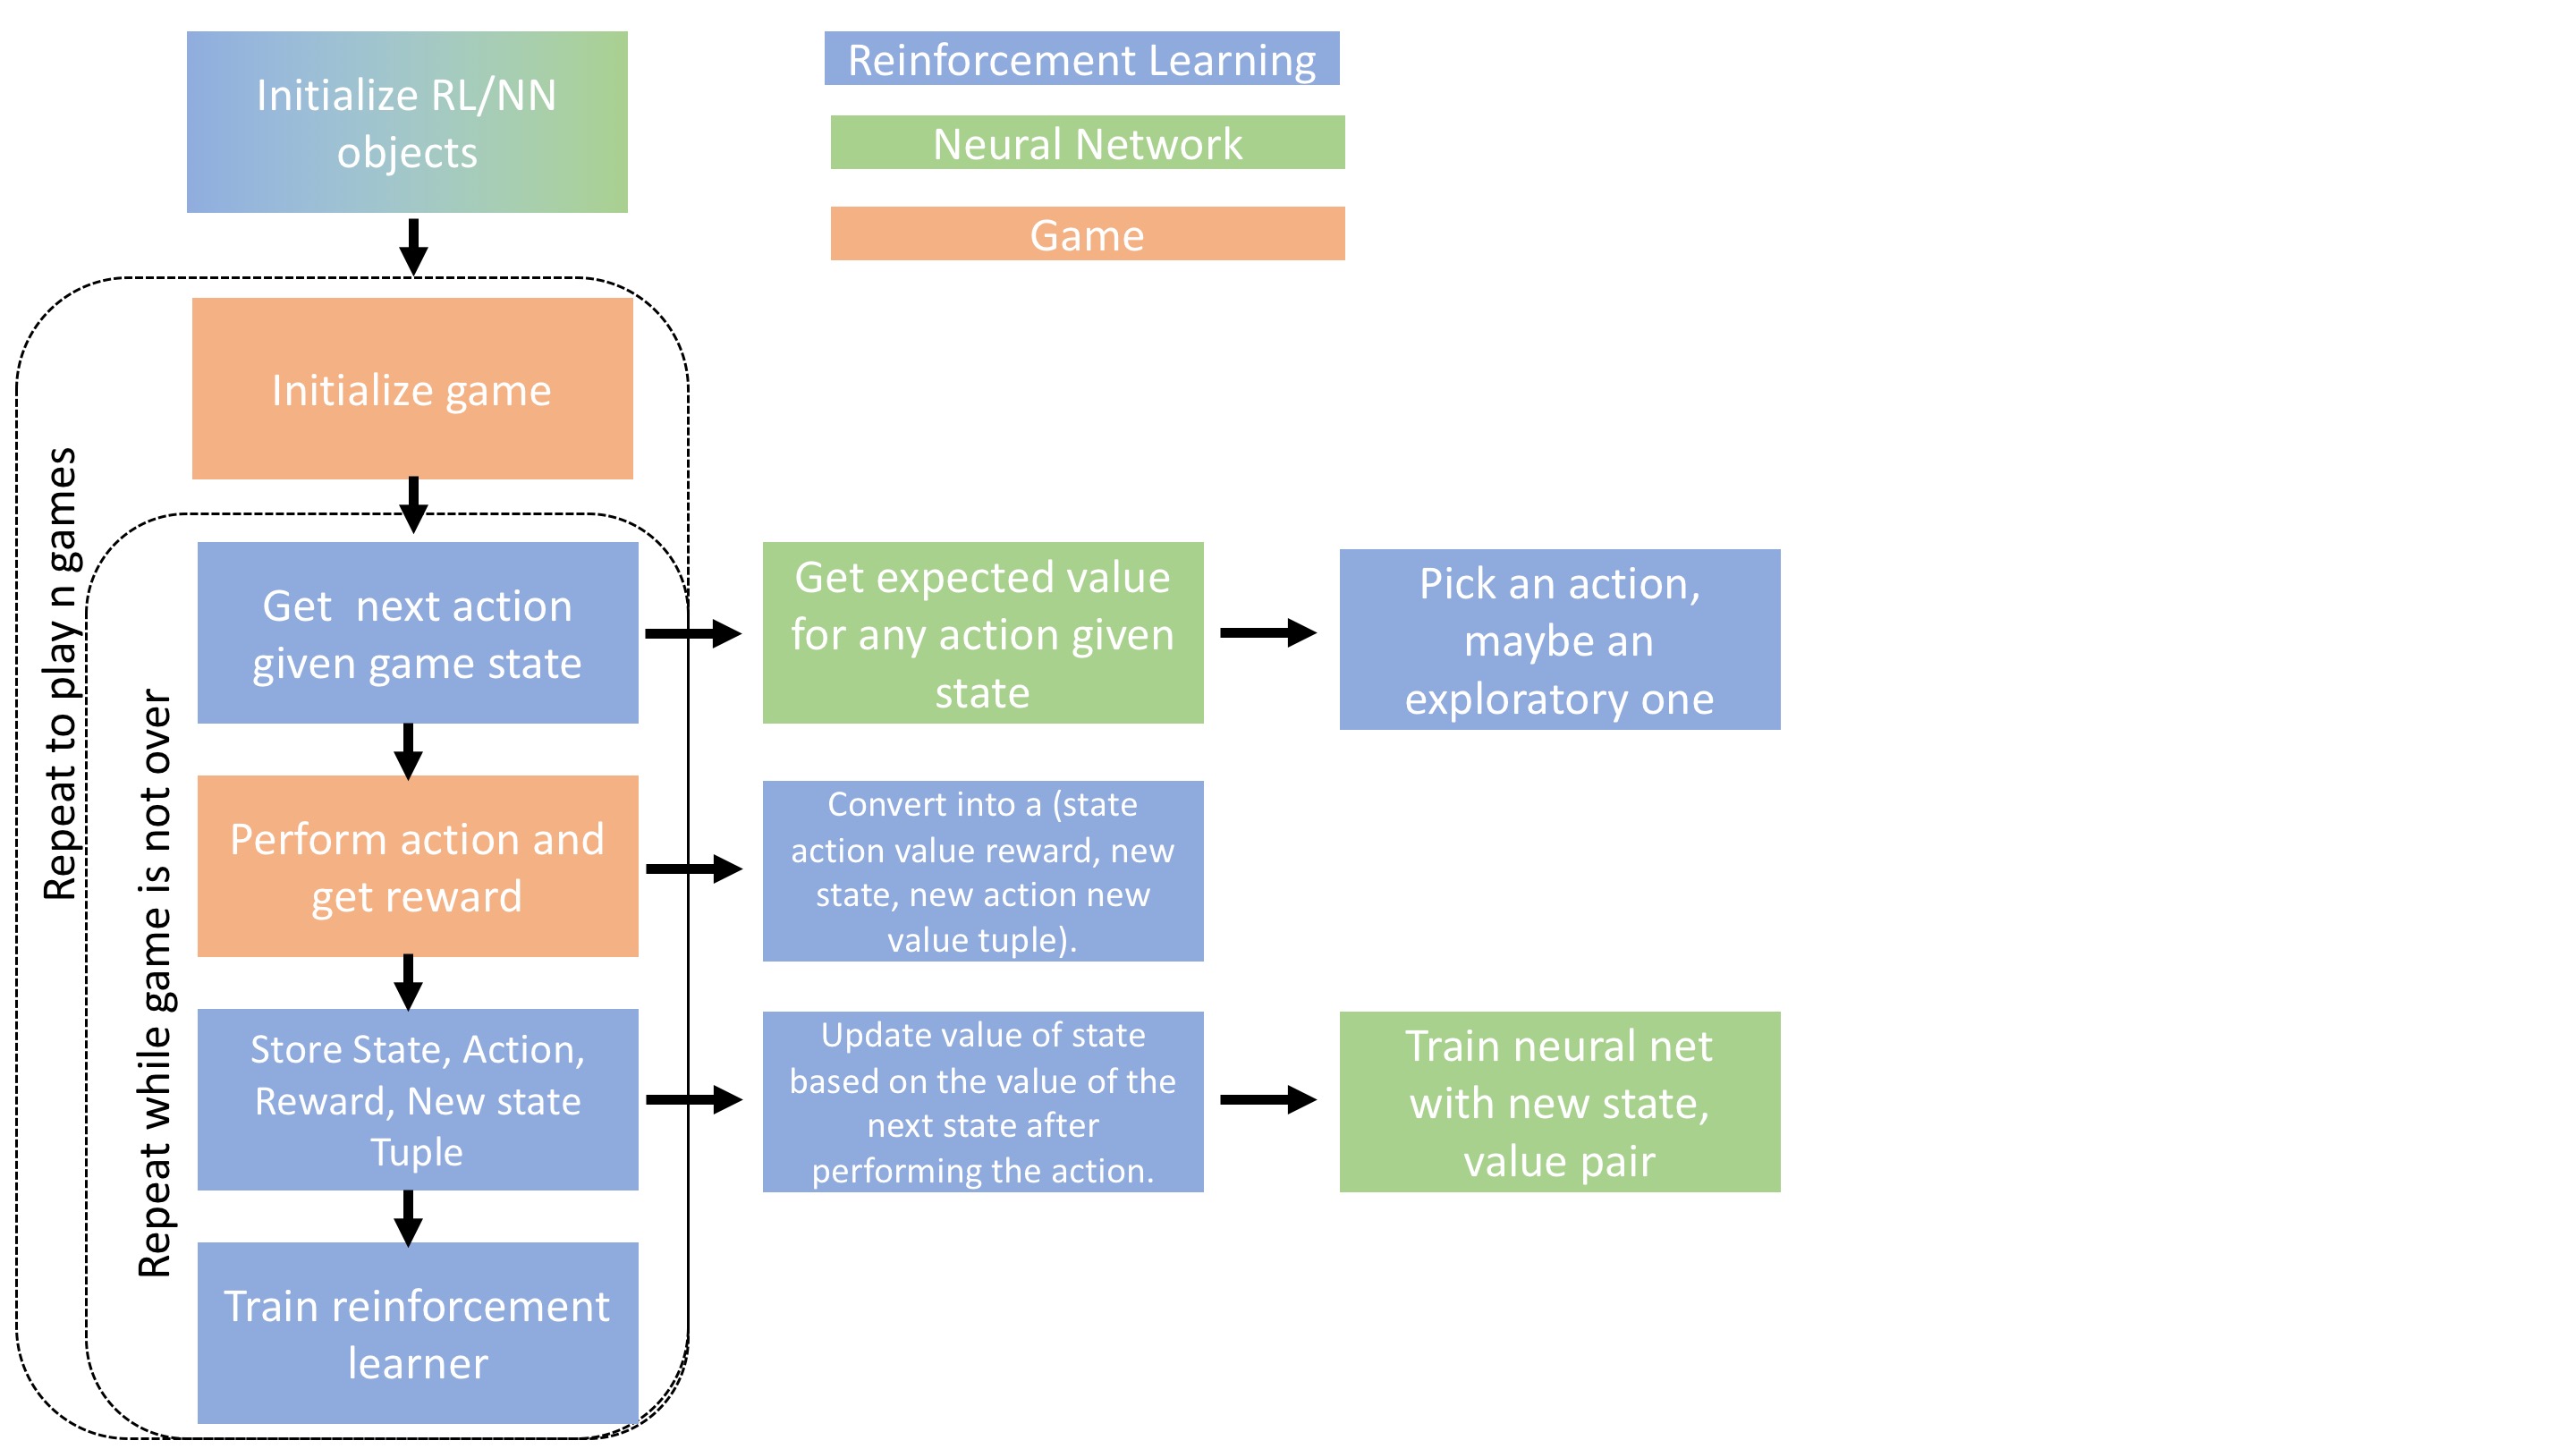 Initialize RL/NN
objects
Reinforcement Learning
Neural Network
Game
Initialize game
Repeat to play n games
Repeat while game is not over
Get  next action
given game state
Get expected value
for any action given
state
Pick an action,
maybe an
exploratory one
Perform action and
get reward
Convert into a (state
action value reward, new
state, new action new
value tuple).
Store State, Action,
Reward, New state
Tuple
Update value of state
based on the value of the
next state after
performing the action.
Train neural net
with new state,
value pair
Train reinforcement
learner